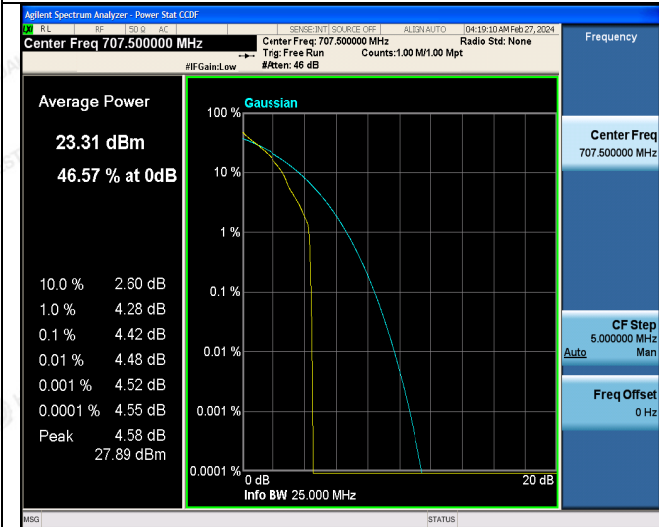 Agilent Spectrum Analyzer - Power Stat CCDF
LXI RL RF 50 Ω AC SENSE:INT SOURCE OFF ALIGN AUTO 04:19:10 AM Feb 27, 2024
Center Freq 707.500000 MHz
Center Freq: 707.500000 MHz Radio Std: None
Trig: Free Run Counts:1.00 M/1.00 Mpt
#IFGain:Low #Atten: 46 dB
Frequency
Average Power
23.31 dBm
46.57 % at 0dB
10.0 % 2.80 dB
1.0 % 4.28 dB
0.1 % 4.42 dB
0.01 % 4.48 dB
0.001 % 4.52 dB
0.0001 % 4.55 dB
Peak 4.58 dB
27.89 dBm
Gaussian
100 %
10 %
1 %
0.1 %
0.01 %
0.001 %
0.0001 %
0 dB 20 dB
Info BW 25.000 MHz
Center Freq
707.500000 MHz
CF Step
5.000000 MHz
Auto Man
Freq Offset
0 Hz
MSG STATUS